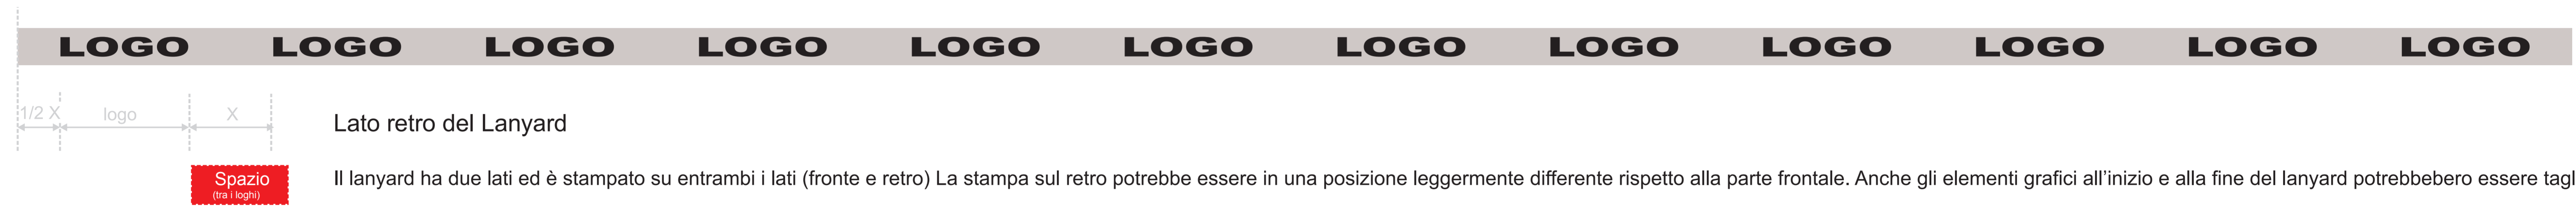 LOGO LOGO LOGO LOGO LOGO LOGO LOGO LOGO LOGO LOGO LOGO LOGO
1/2 X logo X
Lato retro del Lanyard
Spazio
(tra i loghi)
Il lanyard ha due lati ed è stampato su entrambi i lati (fronte e retro) La stampa sul retro potrebbe essere in una posizione leggermente differente rispetto alla parte frontale. Anche gli elementi grafici all’inizio e alla fine del lanyard potrebbebero essere tagl